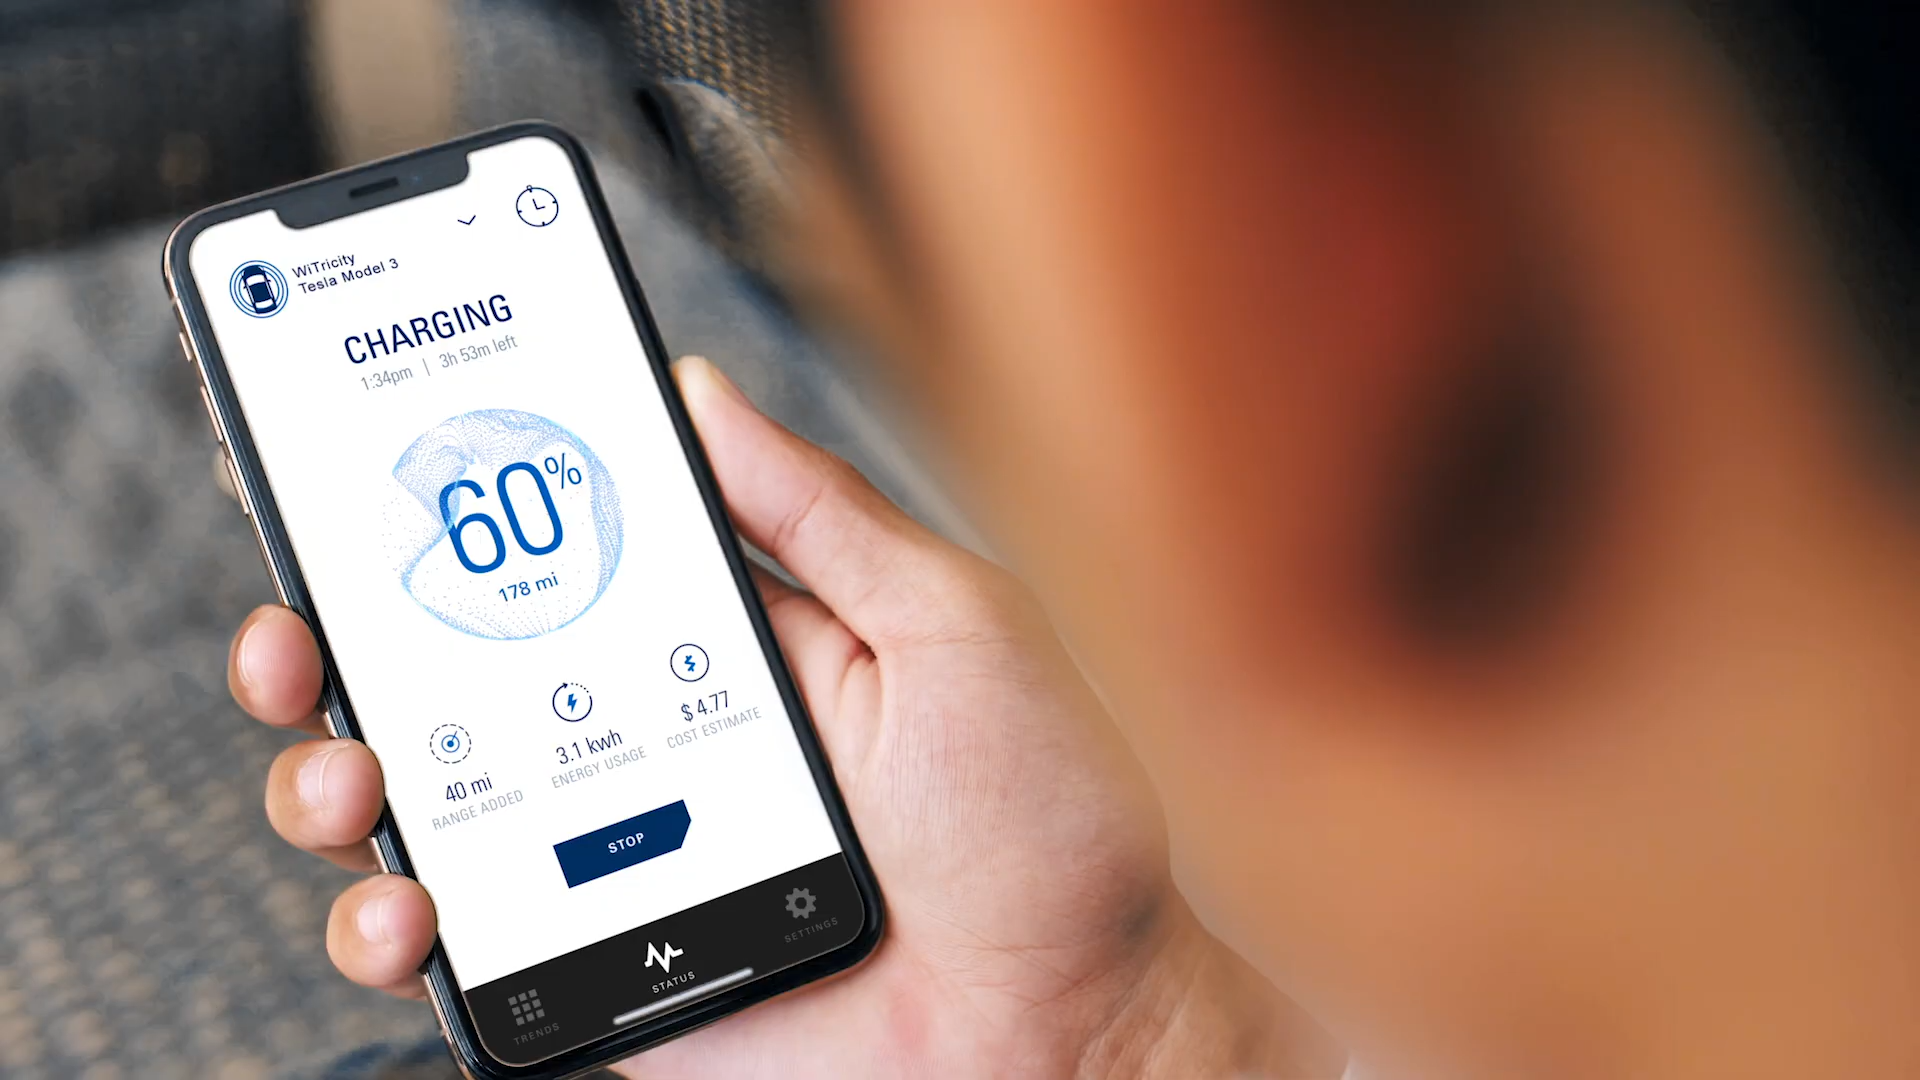 WiTricity
Tesla Model 3
CHARGING
1:34pm | 3h 53m left
60%
178 mi
40 mi
RANGE ADDED
3.1 kwh
ENERGY USAGE
$ 4.77
COST ESTIMATE
STOP
TRENDS
STATUS
SETTINGS